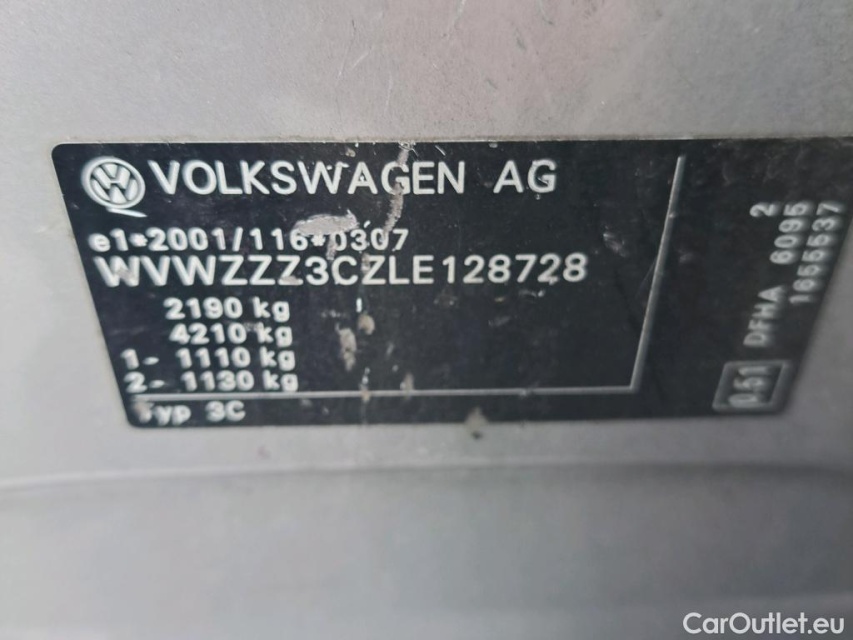 VOLKSWAGEN AG
e1*2001/116*0307
WVWZZZ3CZLE128728
2190 kg
4210 kg
1- 1110 kg
2- 1130 kg
Typ 3C
2
DFHA 6095
1655537
0.51
CarOutlet.eu